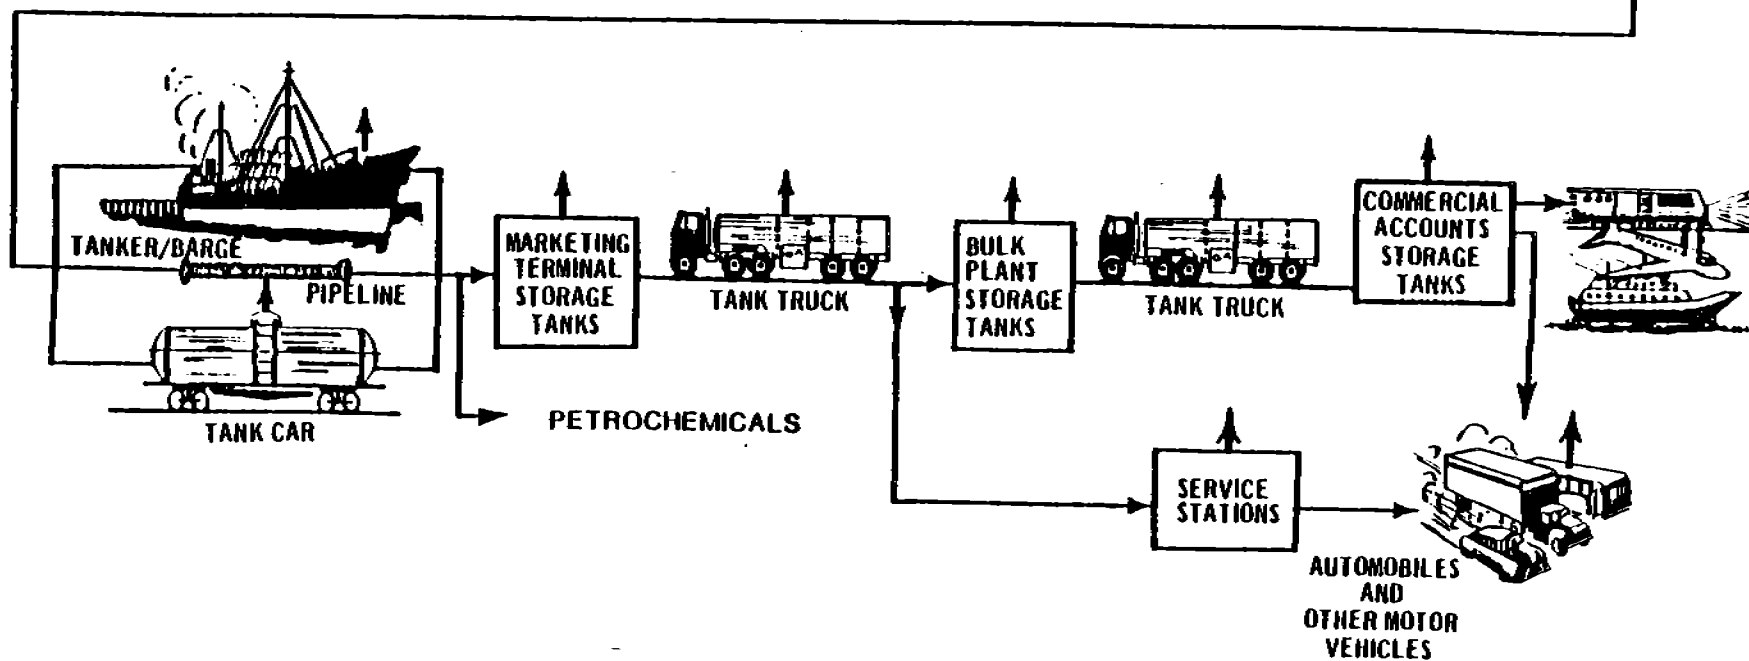 TANKER/BARGE
PIPELINE
TANK CAR
PETROCHEMICALS
MARKETING
TERMINAL
STORAGE
TANKS
TANK TRUCK
BULK
PLANT
STORAGE
TANKS
TANK TRUCK
COMMERCIAL
ACCOUNTS
STORAGE
TANKS
SERVICE
STATIONS
AUTOMOBILES
AND
OTHER MOTOR
VEHICLES